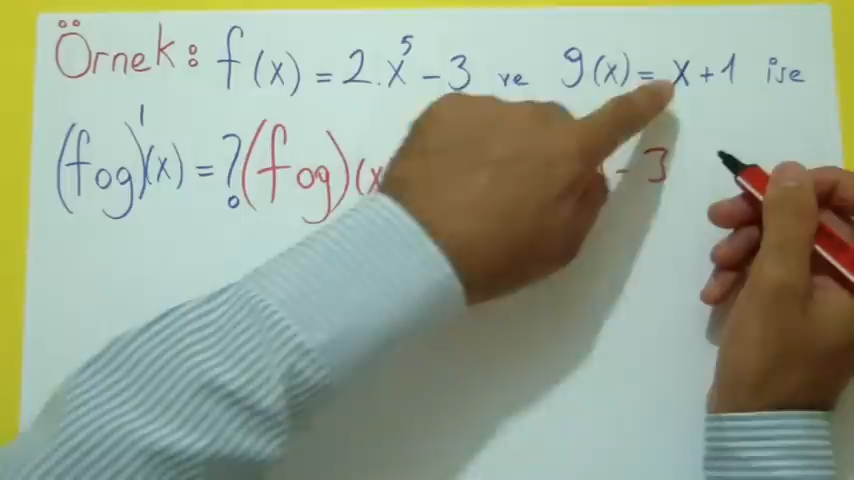 Örnek: f(x) = 2.x⁵ - 3 ve g(x) = x + 1 ise
(fog)'(x) = ? (fog)(x - 3